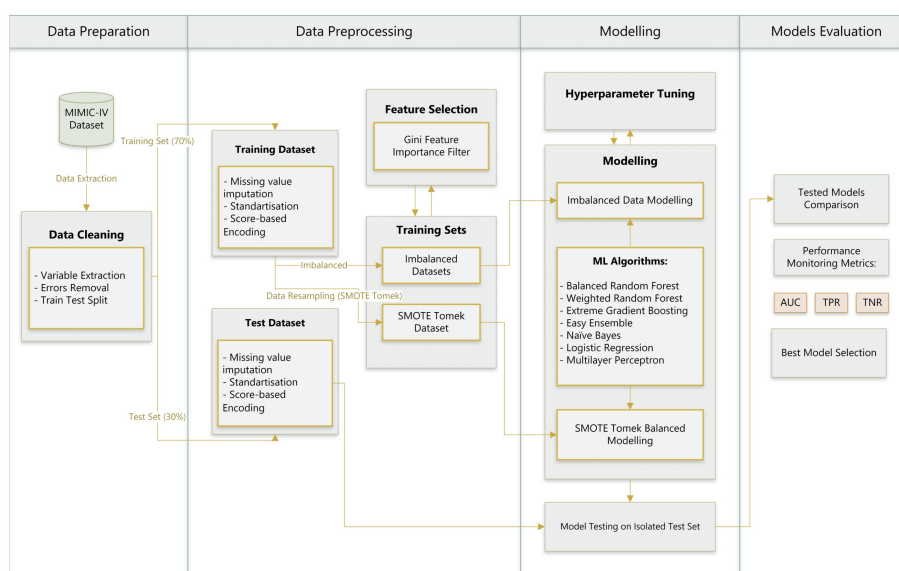 Data Preparation
Data Preprocessing
Modelling
Models Evaluation
MIMIC-IV
Dataset
Data Extraction
Training Set (70%)
Test Set (30%)
Data Cleaning
- Variable Extraction
- Errors Removal
- Train Test Split
Training Dataset
- Missing value
imputation
- Standartisation
- Score-based
Encoding
Imbalanced
Data Resampling (SMOTE Tomek)
Test Dataset
- Missing value
imputation
- Standartisation
- Score-based
Encoding
Feature Selection
Gini Feature
Importance Filter
Training Sets
Imbalanced
Datasets
SMOTE Tomek
Dataset
Hyperparameter Tuning
Modelling
Imbalanced Data Modelling
ML Algorithms:
- Balanced Random Forest
- Weighted Random Forest
- Extreme Gradient Boosting
- Easy Ensemble
- Naïve Bayes
- Logistic Regression
- Multilayer Perceptron
SMOTE Tomek Balanced
Modelling
Model Testing on Isolated Test Set
Tested Models
Comparison
Performance
Monitoring Metrics:
AUC
TPR
TNR
Best Model Selection